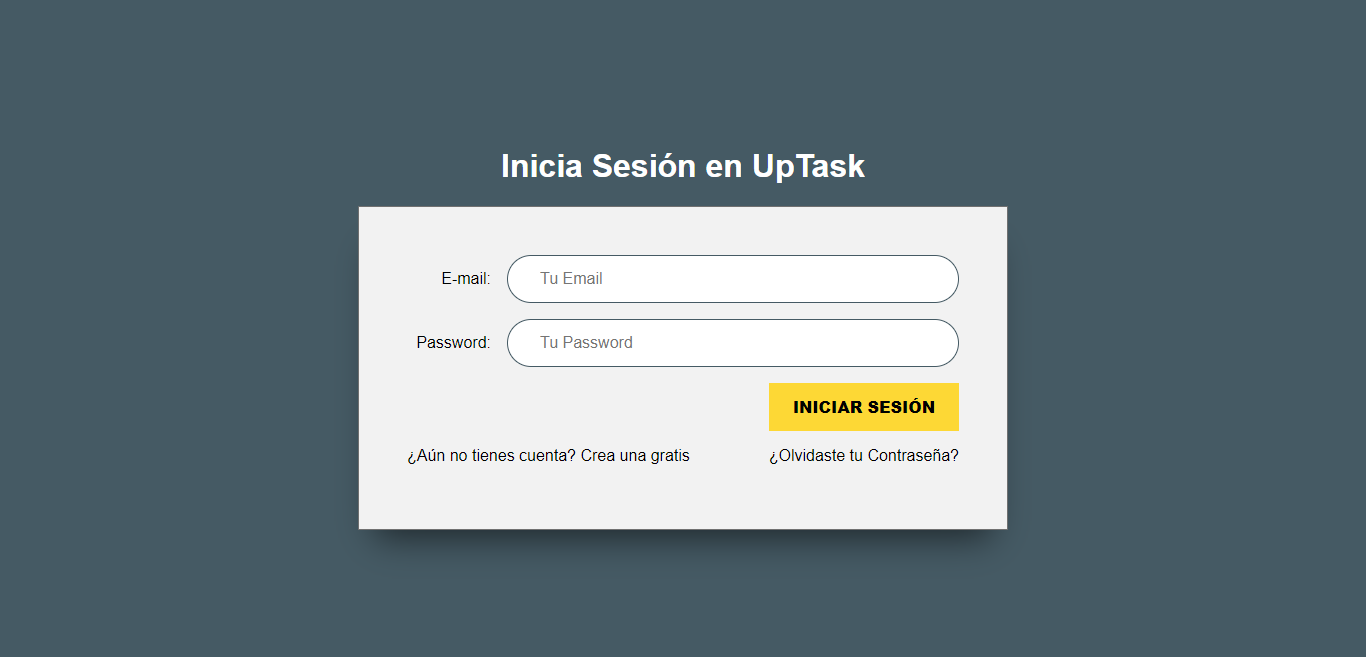 Inicia Sesión en UpTask
E-mail: Tu Email
Password: Tu Password
INICIAR SESIÓN
¿Aún no tienes cuenta? Crea una gratis ¿Olvidaste tu Contraseña?